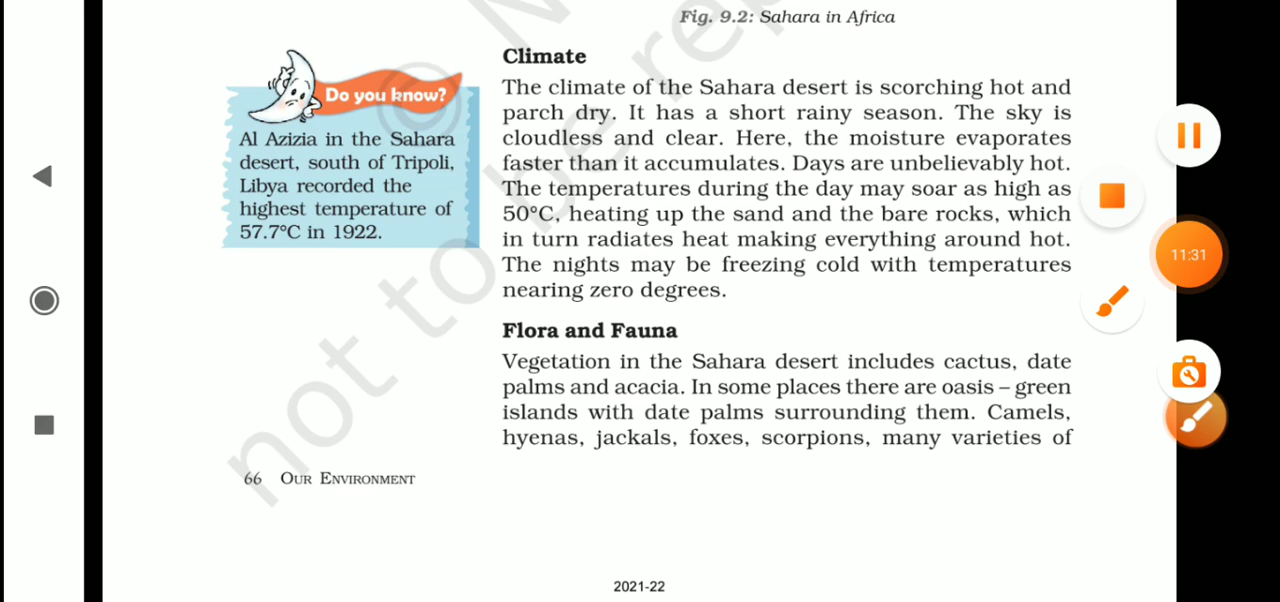 Fig. 9.2: Sahara in Africa
Do you know?
Al Azizia in the Sahara
desert, south of Tripoli,
Libya recorded the
highest temperature of
57.7°C in 1922.
Climate
The climate of the Sahara desert is scorching hot and
parch dry. It has a short rainy season. The sky is
cloudless and clear. Here, the moisture evaporates
faster than it accumulates. Days are unbelievably hot.
The temperatures during the day may soar as high as
50°C, heating up the sand and the bare rocks, which
in turn radiates heat making everything around hot.
The nights may be freezing cold with temperatures
nearing zero degrees.
Flora and Fauna
Vegetation in the Sahara desert includes cactus, date
palms and acacia. In some places there are oasis – green
islands with date palms surrounding them. Camels,
hyenas, jackals, foxes, scorpions, many varieties of
66 OUR ENVIRONMENT
2021-22
11:31
not to be rep
©